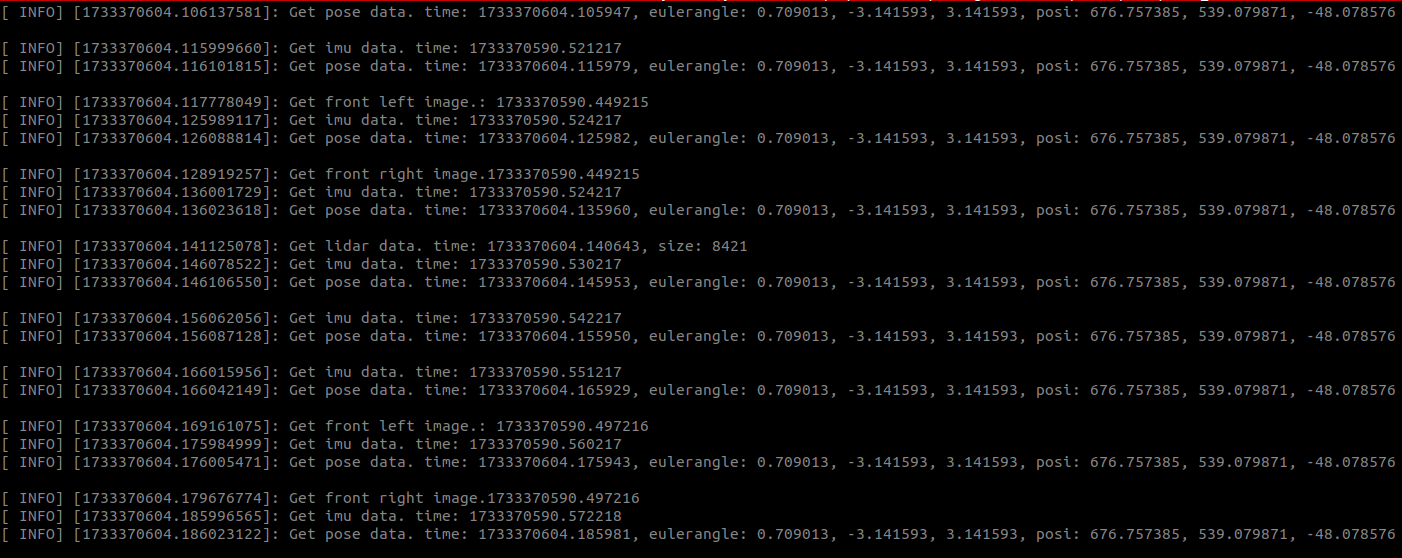 [ INFO] [1733370604.106137581]: Get pose data. time: 1733370604.105947, eulerangle: 0.709013, -3.141593, 3.141593, posi: 676.757385, 539.079871, -48.078576
[ INFO] [1733370604.115999660]: Get imu data. time: 1733370590.521217
[ INFO] [1733370604.116101815]: Get pose data. time: 1733370604.115979, eulerangle: 0.709013, -3.141593, 3.141593, posi: 676.757385, 539.079871, -48.078576
[ INFO] [1733370604.117778049]: Get front left image.: 1733370590.449215
[ INFO] [1733370604.125989117]: Get imu data. time: 1733370590.524217
[ INFO] [1733370604.126088814]: Get pose data. time: 1733370604.125982, eulerangle: 0.709013, -3.141593, 3.141593, posi: 676.757385, 539.079871, -48.078576
[ INFO] [1733370604.128919257]: Get front right image.1733370590.449215
[ INFO] [1733370604.136001729]: Get imu data. time: 1733370590.524217
[ INFO] [1733370604.136023618]: Get pose data. time: 1733370604.135960, eulerangle: 0.709013, -3.141593, 3.141593, posi: 676.757385, 539.079871, -48.078576
[ INFO] [1733370604.141125078]: Get lidar data. time: 1733370604.140643, size: 8421
[ INFO] [1733370604.146078522]: Get imu data. time: 1733370590.530217
[ INFO] [1733370604.146106550]: Get pose data. time: 1733370604.145953, eulerangle: 0.709013, -3.141593, 3.141593, posi: 676.757385, 539.079871, -48.078576
[ INFO] [1733370604.156062056]: Get imu data. time: 1733370590.542217
[ INFO] [1733370604.156087128]: Get pose data. time: 1733370604.155950, eulerangle: 0.709013, -3.141593, 3.141593, posi: 676.757385, 539.079871, -48.078576
[ INFO] [1733370604.166015956]: Get imu data. time: 1733370590.551217
[ INFO] [1733370604.166042149]: Get pose data. time: 1733370604.165929, eulerangle: 0.709013, -3.141593, 3.141593, posi: 676.757385, 539.079871, -48.078576
[ INFO] [1733370604.169161075]: Get front left image.: 1733370590.497216
[ INFO] [1733370604.175984999]: Get imu data. time: 1733370590.560217
[ INFO] [1733370604.176005471]: Get pose data. time: 1733370604.175943, eulerangle: 0.709013, -3.141593, 3.141593, posi: 676.757385, 539.079871, -48.078576
[ INFO] [1733370604.179676774]: Get front right image.1733370590.497216
[ INFO] [1733370604.185996565]: Get imu data. time: 1733370590.572218
[ INFO] [1733370604.186023122]: Get pose data. time: 1733370604.185981, eulerangle: 0.709013, -3.141593, 3.141593, posi: 676.757385, 539.079871, -48.078576